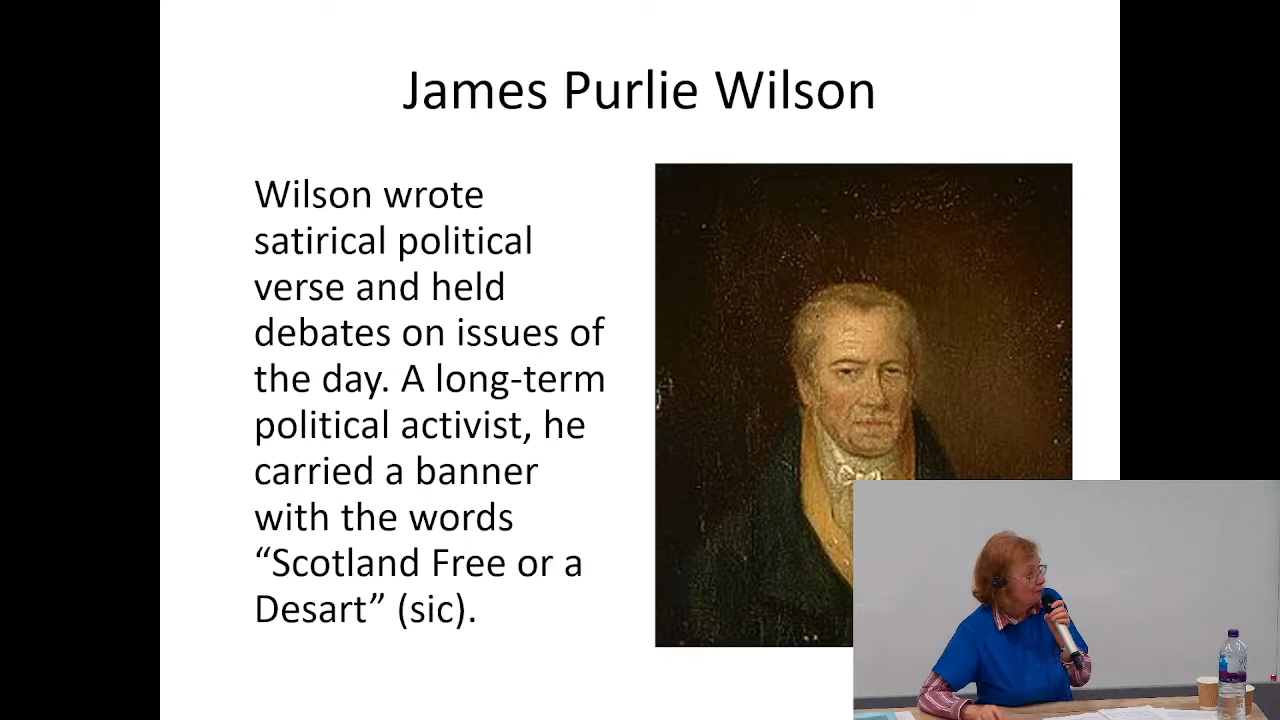 James Purlie Wilson
Wilson wrote
satirical political
verse and held
debates on issues of
the day. A long-term
political activist, he
carried a banner
with the words
“Scotland Free or a
Desart” (sic).